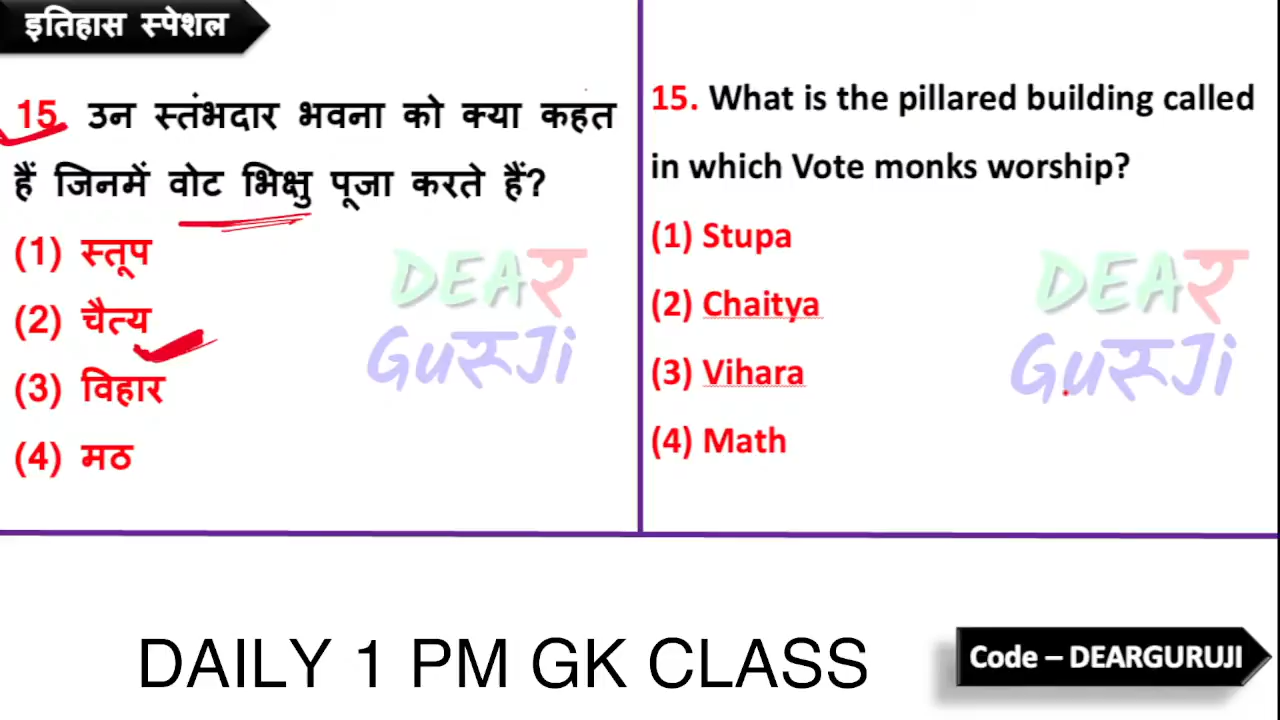 इतिहास स्पेशल
15. उन स्तंभदार भवना को क्या कहत
हैं जिनमें वोट भिक्षु पूजा करते हैं?
(1) स्तूप
(2) चैत्य
(3) विहार
(4) मठ
DEAर
GuरूJi
15. What is the pillared building called
in which Vote monks worship?
(1) Stupa
(2) Chaitya
(3) Vihara
(4) Math
DEAर
GuरूJi
DAILY 1 PM GK CLASS
Code – DEARGURUJI